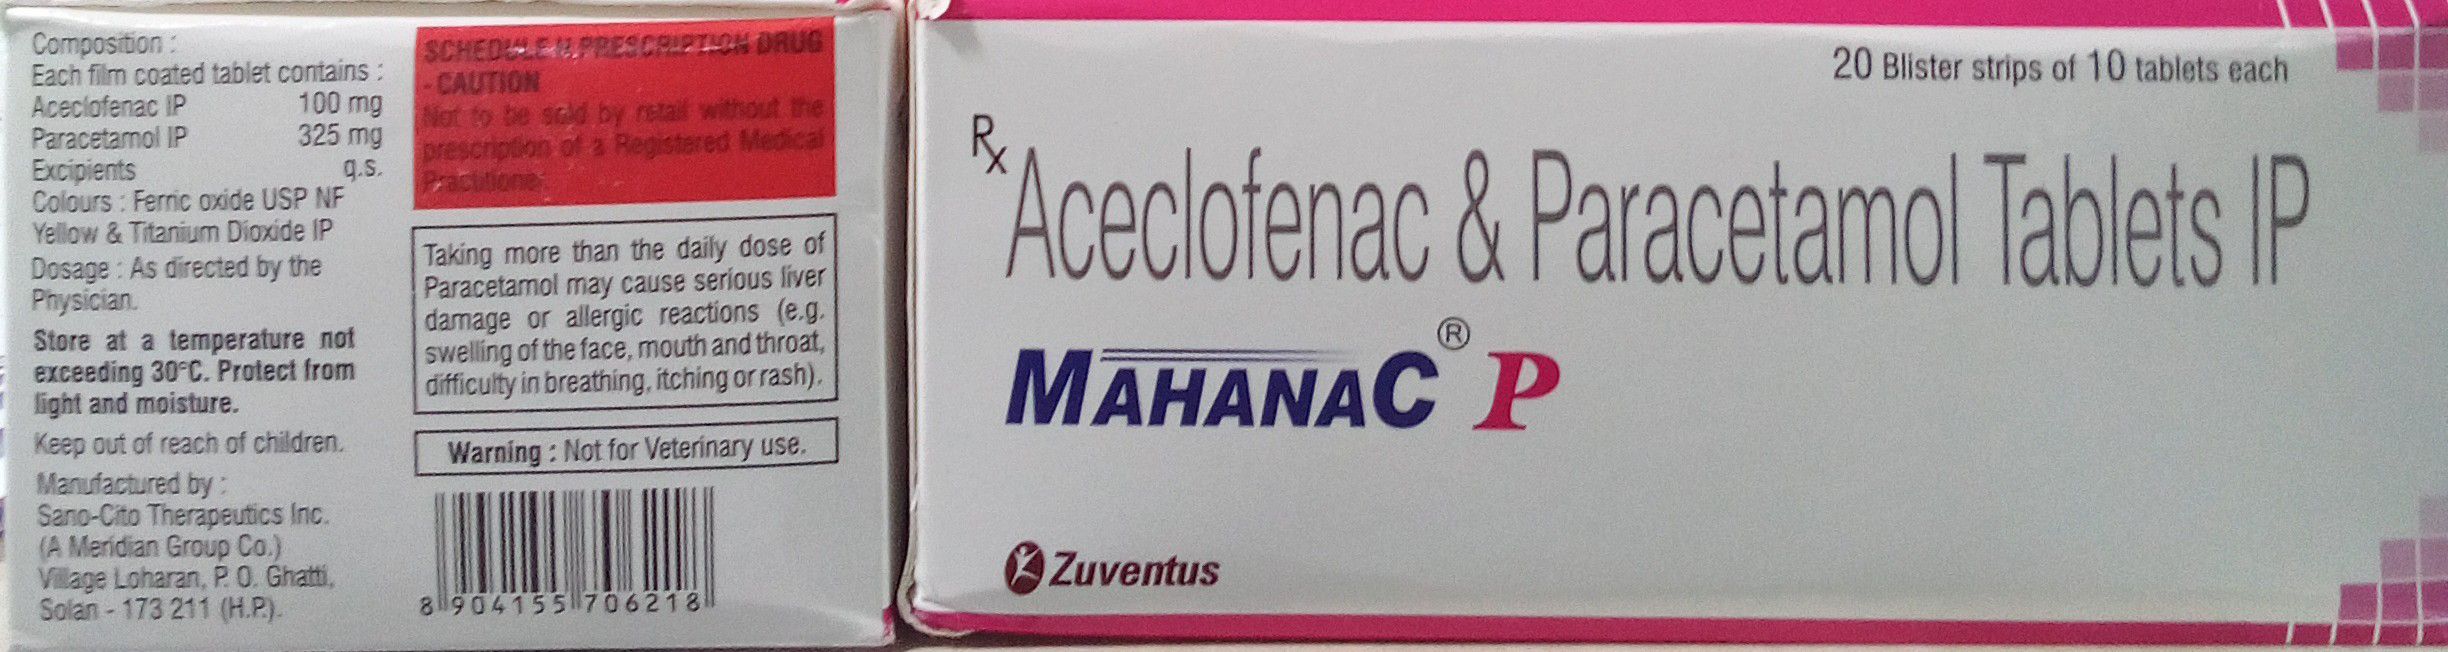 Composition :
Each film coated tablet contains :
Aceclofenac IP 100 mg
Paracetamol IP 325 mg
Excipients q.s.
Colours : Ferric oxide USP NF
Yellow & Titanium Dioxide IP
Dosage : As directed by the
Physician.
Store at a temperature not
exceeding 30°C. Protect from
light and moisture.
Keep out of reach of children.
Manufactured by :
Sano-Cito Therapeutics Inc.
(A Meridian Group Co.)
Village Loharan, P. O. Ghatti,
Solan - 173 211 (H.P.).
SCHEDULE H PRESCRIPTION DRUG
- CAUTION
Not to be sold by retail without the
prescription of a Registered Medical
Practitioner.
Taking more than the daily dose of
Paracetamol may cause serious liver
damage or allergic reactions (e.g.
swelling of the face, mouth and throat,
difficulty in breathing, itching or rash).
Warning : Not for Veterinary use.
8 904155 706218
20 Blister strips of 10 tablets each
Rx
Aceclofenac & Paracetamol Tablets IP
MAHANAC® P
Zuventus